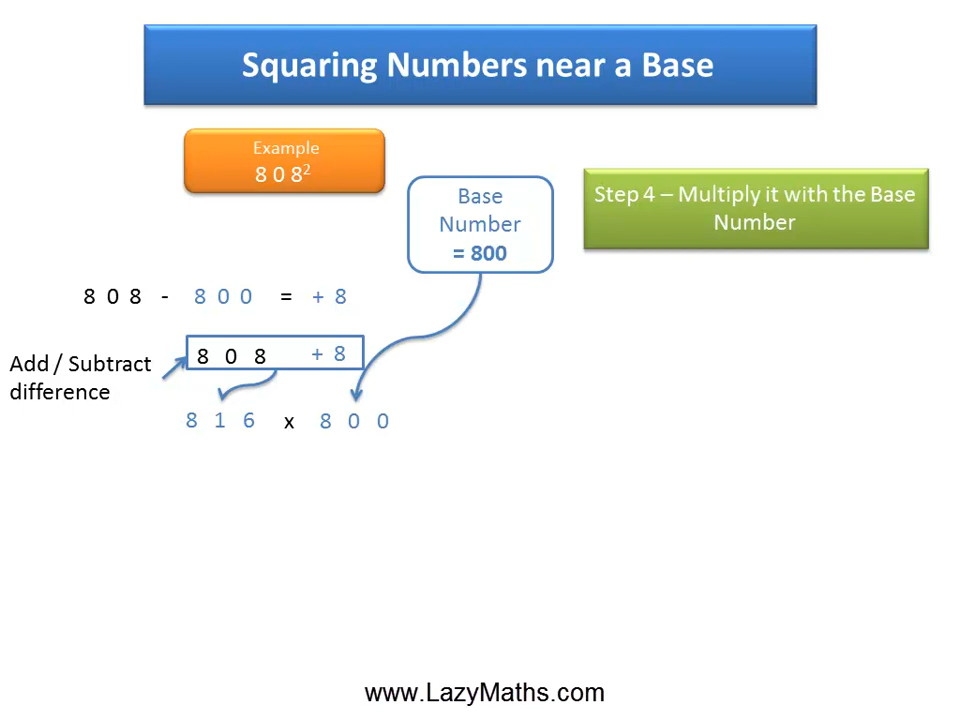 Squaring Numbers near a Base
Example
8 0 8²
Base
Number
= 800
Step 4 – Multiply it with the Base
Number
8 0 8 - 8 0 0 = + 8
Add / Subtract
difference
8 0 8 + 8
8 1 6 x 8 0 0
www.LazyMaths.com